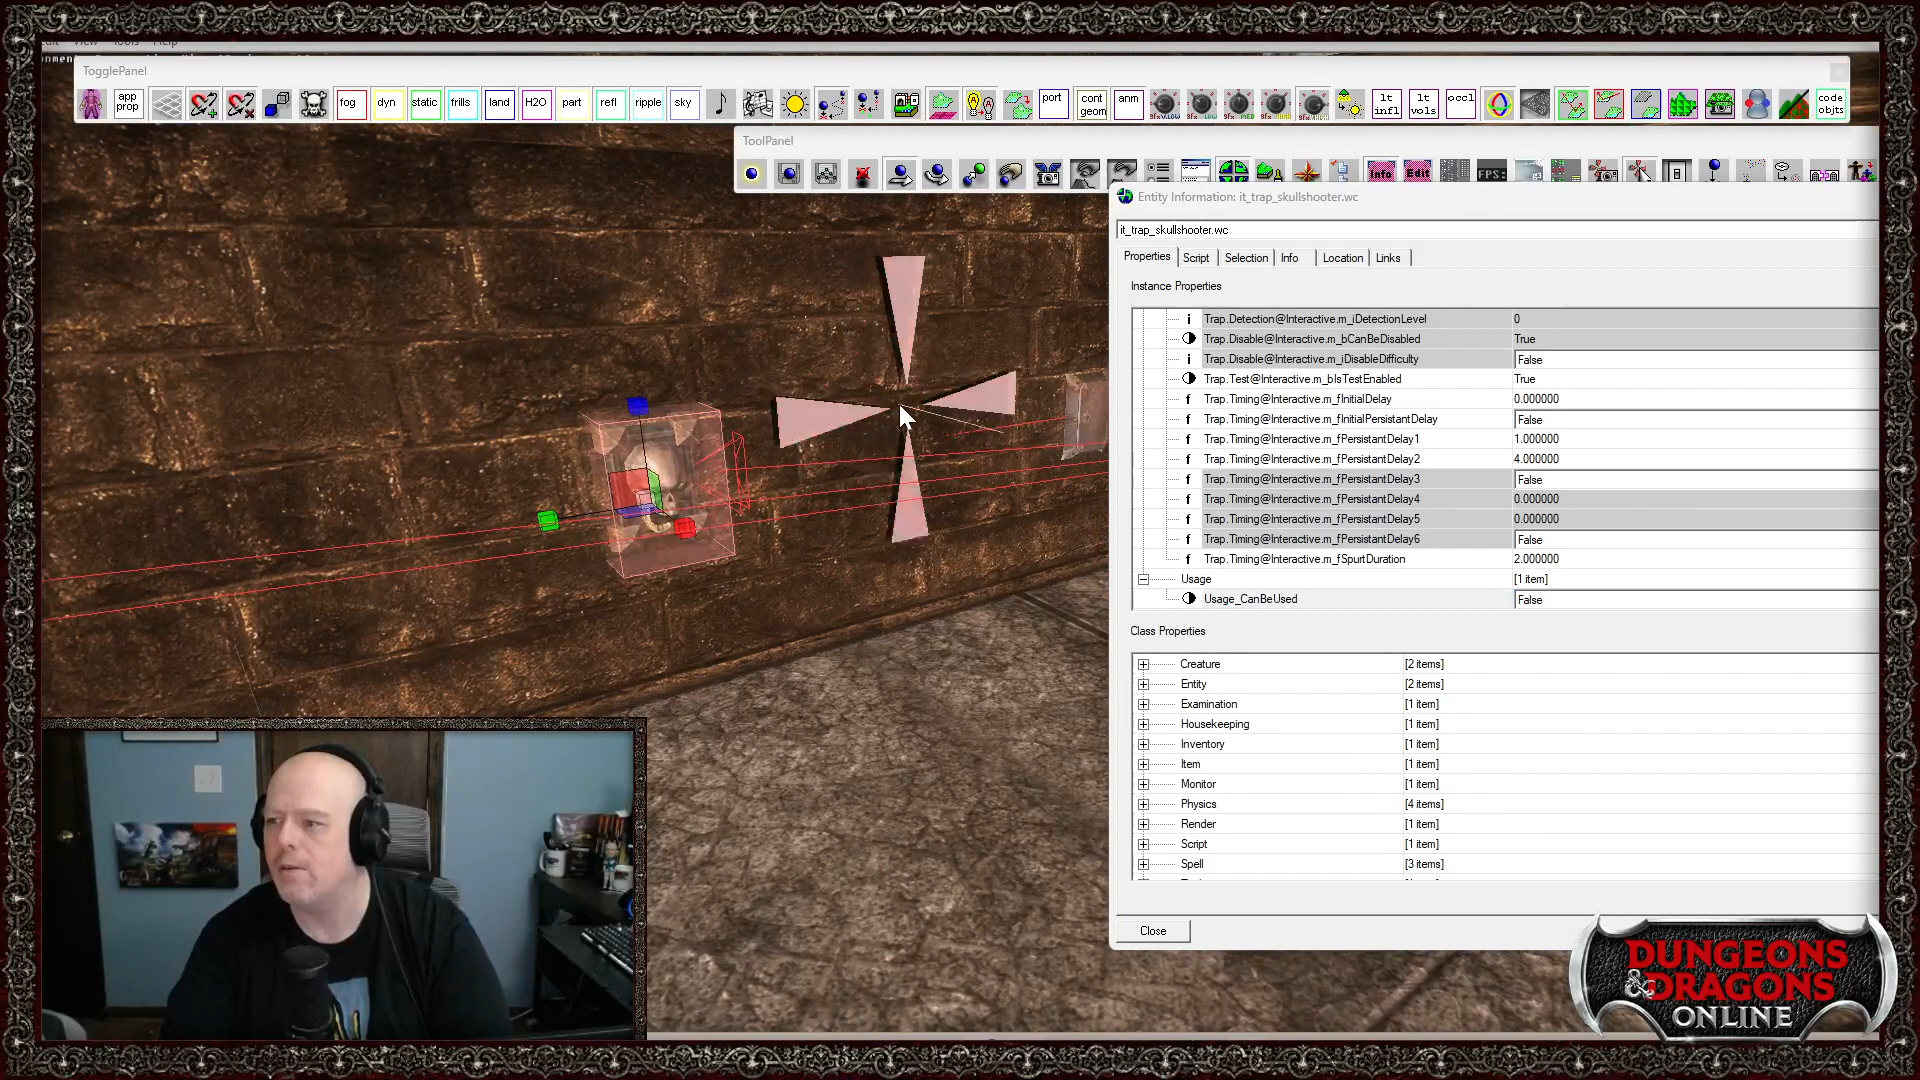 View Tools Help
TogglePanel
app prop
fog
dyn
static
frills
land
H2O
part
refl
ripple
sky
port
cont geom
anm
lt infl
lt vols
occl
code objts
ToolPanel
Info
Edit
FPS:
Entity Information: it_trap_skullshooter.wc
it_trap_skullshooter.wc
Properties Script Selection Info Location Links
Instance Properties
Trap.Detection@Interactive.m_iDetectionLevel 0
Trap.Disable@Interactive.m_bCanBeDisabled True
Trap.Disable@Interactive.m_iDisableDifficulty False
Trap.Test@Interactive.m_bIsTestEnabled True
Trap.Timing@Interactive.m_fInitialDelay 0.000000
Trap.Timing@Interactive.m_fInitialPersistantDelay False
Trap.Timing@Interactive.m_fPersistantDelay1 1.000000
Trap.Timing@Interactive.m_fPersistantDelay2 4.000000
Trap.Timing@Interactive.m_fPersistantDelay3 False
Trap.Timing@Interactive.m_fPersistantDelay4 0.000000
Trap.Timing@Interactive.m_fPersistantDelay5 0.000000
Trap.Timing@Interactive.m_fPersistantDelay6 False
Trap.Timing@Interactive.m_fSpurtDuration 2.000000
Usage [1 item]
Usage_CanBeUsed False
Class Properties
Creature [2 items]
Entity [2 items]
Examination [1 item]
Housekeeping [1 item]
Inventory [1 item]
Item [1 item]
Monitor [1 item]
Physics [4 items]
Render [1 item]
Script [1 item]
Spell [3 items]
Close
DUNGEONS
& DRAGONS
ONLINE